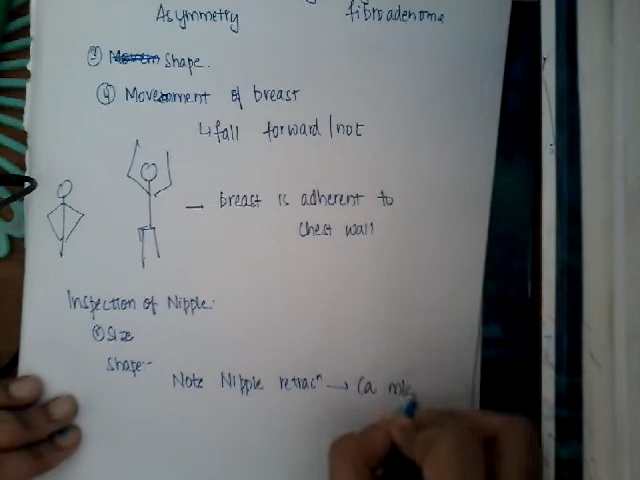 Asymmetry fibroadenoma
③ shape.
④ Movement of breast
↳ fall forward/not
— breast is adherent to
chest wall
Inspection of Nipple:
① Size
Shape:-
Note Nipple retracⁿ → Ca